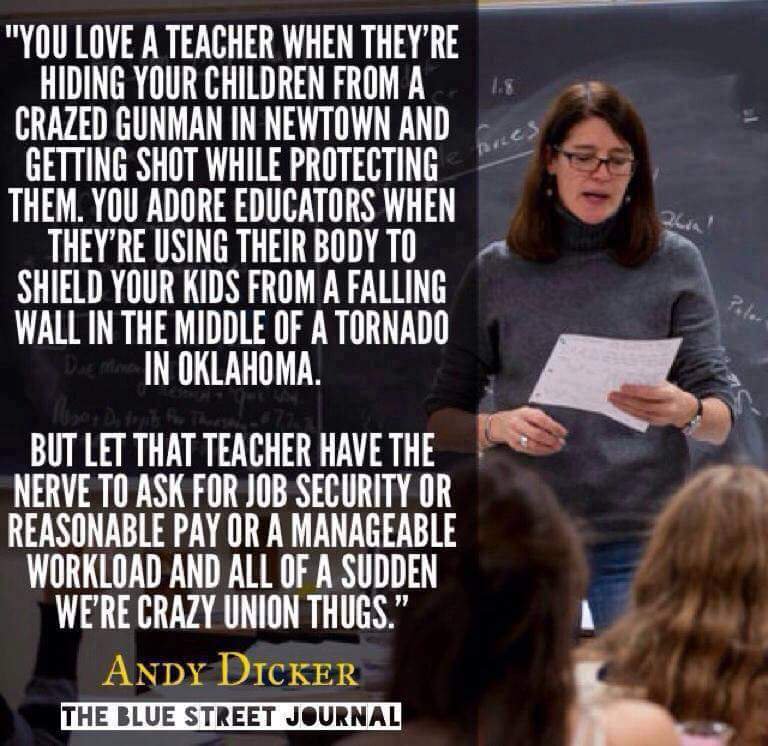 "YOU LOVE A TEACHER WHEN THEY'RE
HIDING YOUR CHILDREN FROM A
CRAZED GUNMAN IN NEWTOWN AND
GETTING SHOT WHILE PROTECTING
THEM. YOU ADORE EDUCATORS WHEN
THEY'RE USING THEIR BODY TO
SHIELD YOUR KIDS FROM A FALLING
WALL IN THE MIDDLE OF A TORNADO
IN OKLAHOMA.
BUT LET THAT TEACHER HAVE THE
NERVE TO ASK FOR JOB SECURITY OR
REASONABLE PAY OR A MANAGEABLE
WORKLOAD AND ALL OF A SUDDEN
WE'RE CRAZY UNION THUGS."
ANDY DICKER
THE BLUE STREET JOURNAL
1.8